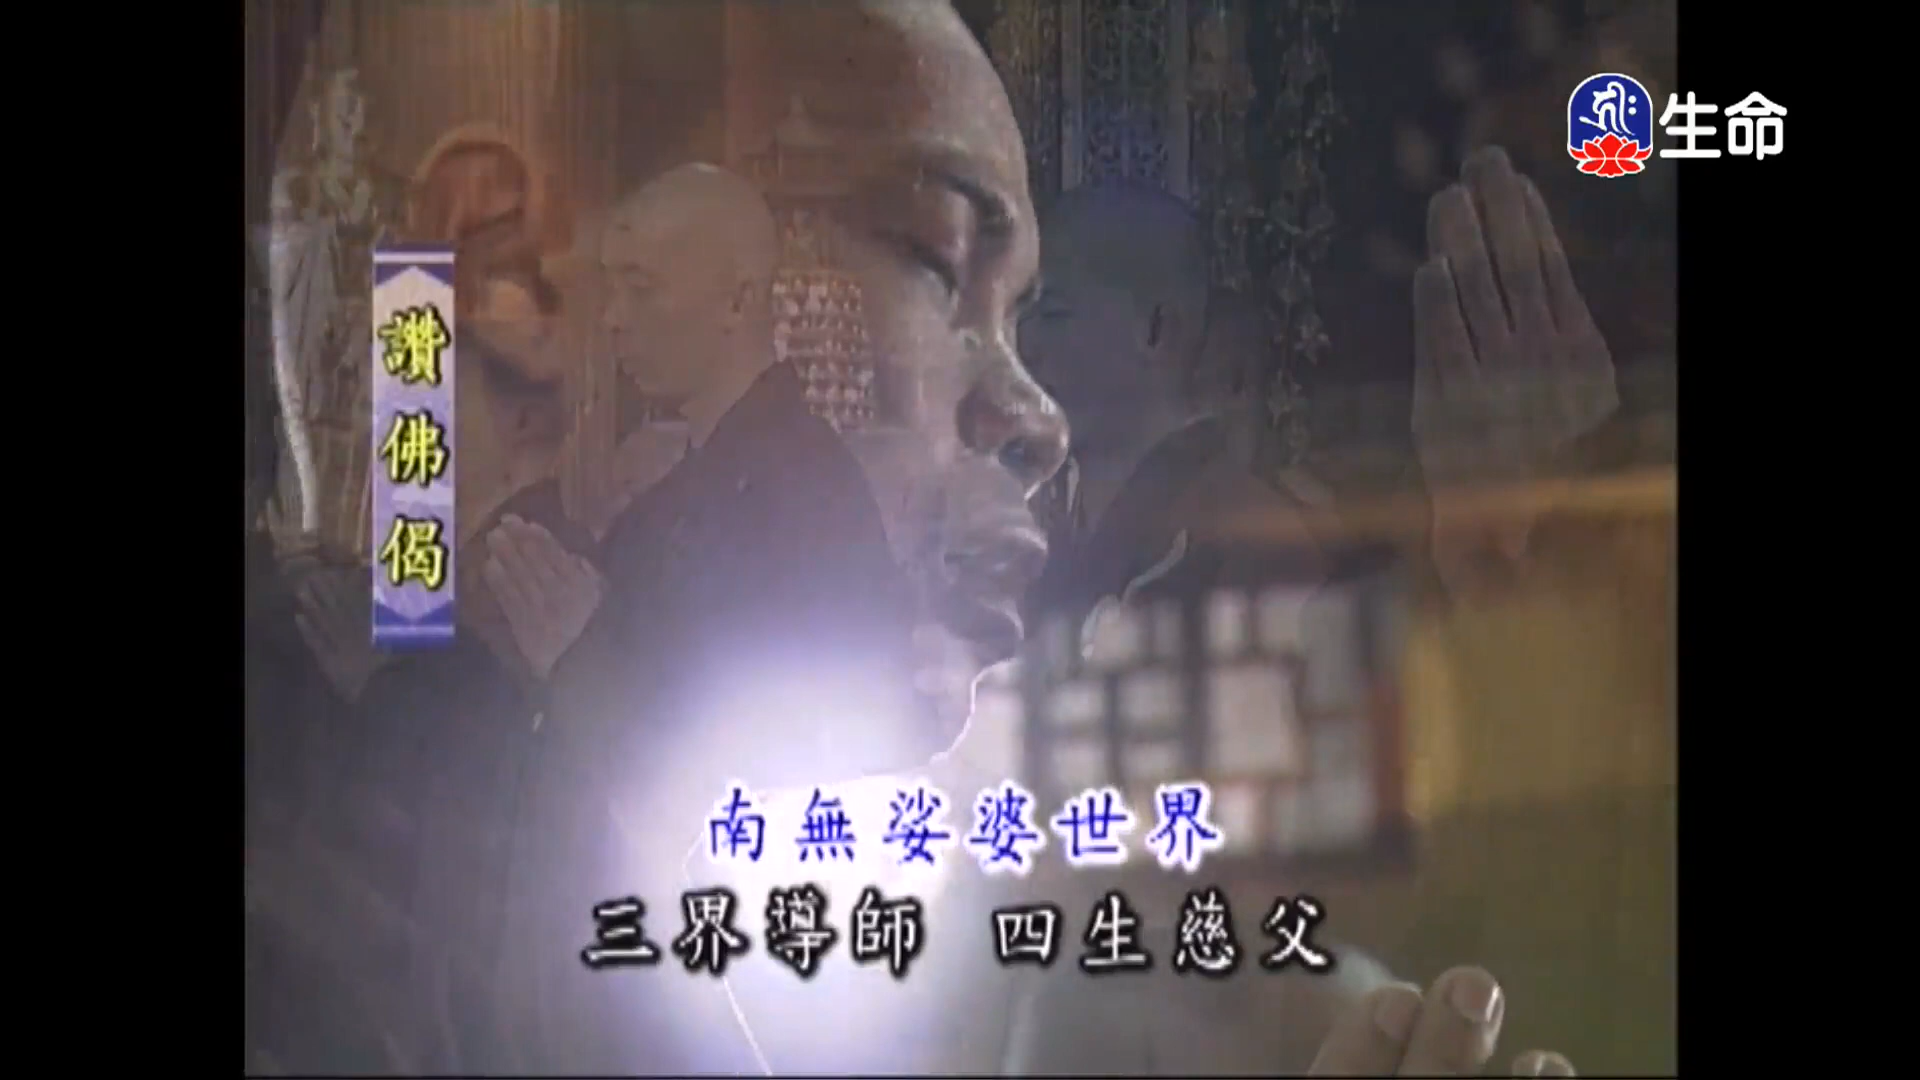 生命
讚佛偈
南無娑婆世界
三界導師 四生慈父